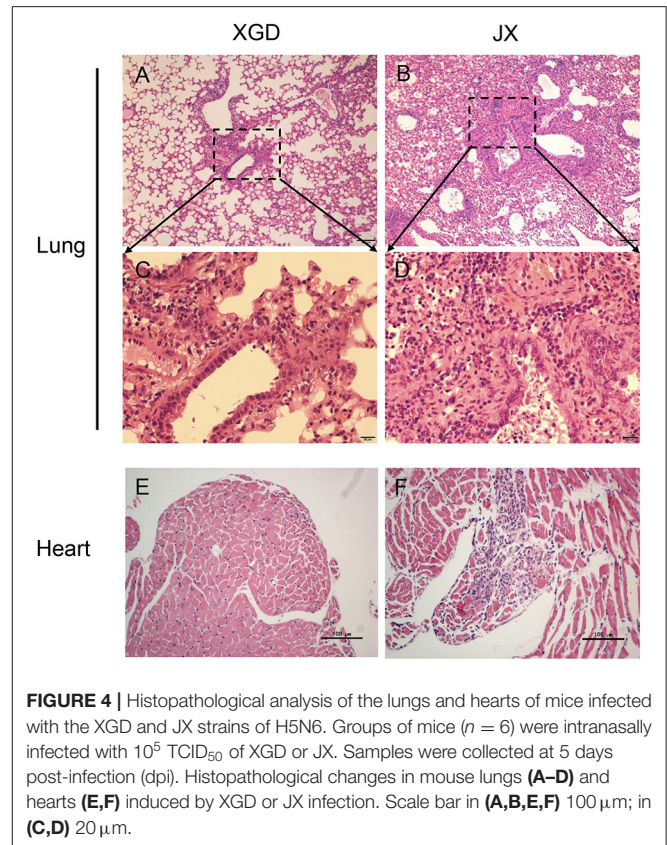 XGD
JX
A
B
Lung
C
D
E
F
Heart
100 μm
100 μm
FIGURE 4 | Histopathological analysis of the lungs and hearts of mice infected
with the XGD and JX strains of H5N6. Groups of mice (n = 6) were intranasally
infected with 10⁵ TCID₅₀ of XGD or JX. Samples were collected at 5 days
post-infection (dpi). Histopathological changes in mouse lungs (A–D) and
hearts (E,F) induced by XGD or JX infection. Scale bar in (A,B,E,F) 100 μm; in
(C,D) 20 μm.